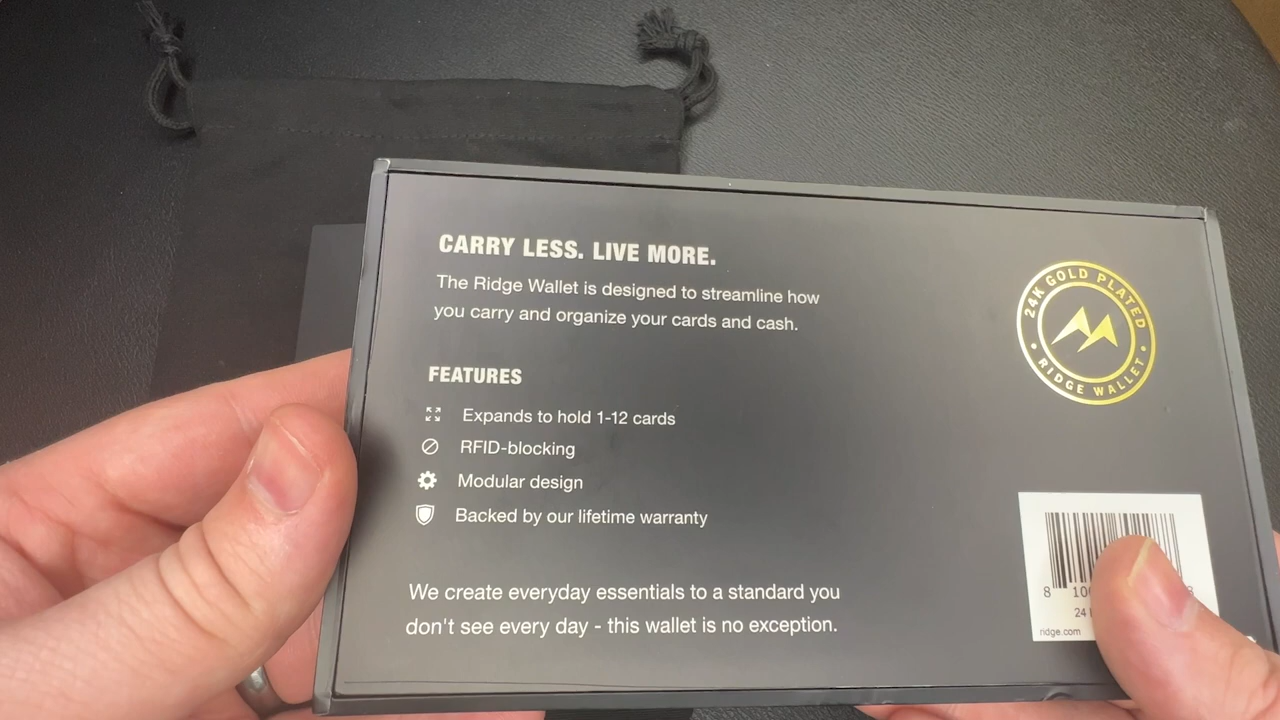 CARRY LESS. LIVE MORE.
The Ridge Wallet is designed to streamline how
you carry and organize your cards and cash.
FEATURES
Expands to hold 1-12 cards
RFID-blocking
Modular design
Backed by our lifetime warranty
We create everyday essentials to a standard you
don't see every day - this wallet is no exception.
24K GOLD PLATED
• RIDGE WALLET •
8 10
24
ridge.com